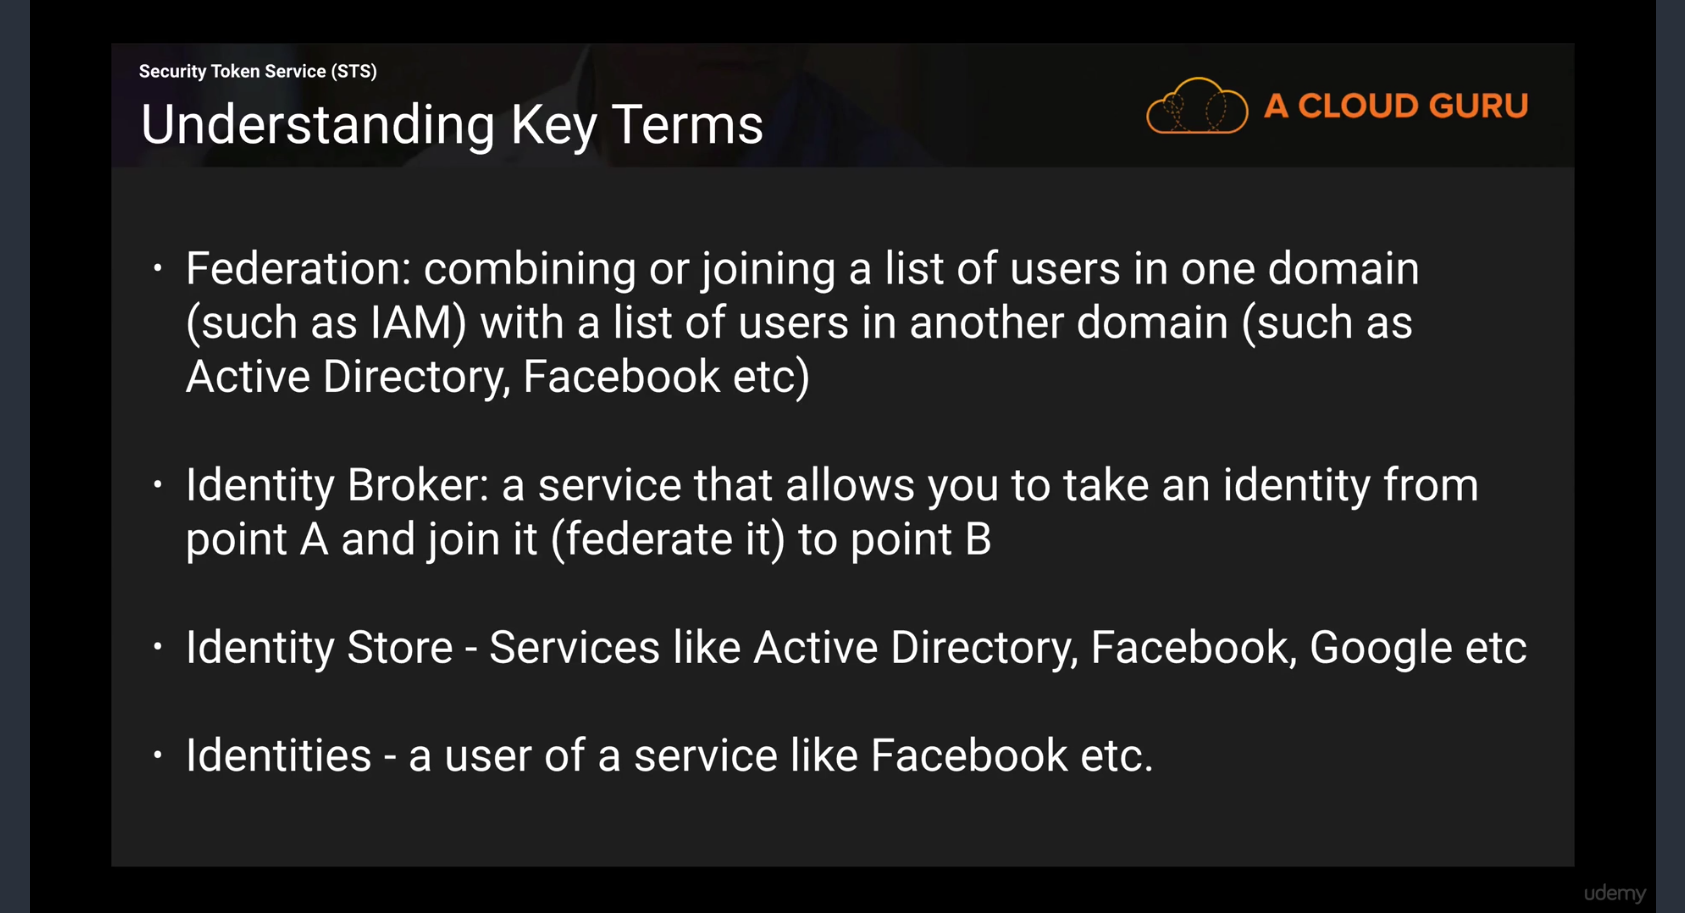 Security Token Service (STS)
Understanding Key Terms
A CLOUD GURU
• Federation: combining or joining a list of users in one domain
(such as IAM) with a list of users in another domain (such as
Active Directory, Facebook etc)
• Identity Broker: a service that allows you to take an identity from
point A and join it (federate it) to point B
• Identity Store - Services like Active Directory, Facebook, Google etc
• Identities - a user of a service like Facebook etc.
udemy